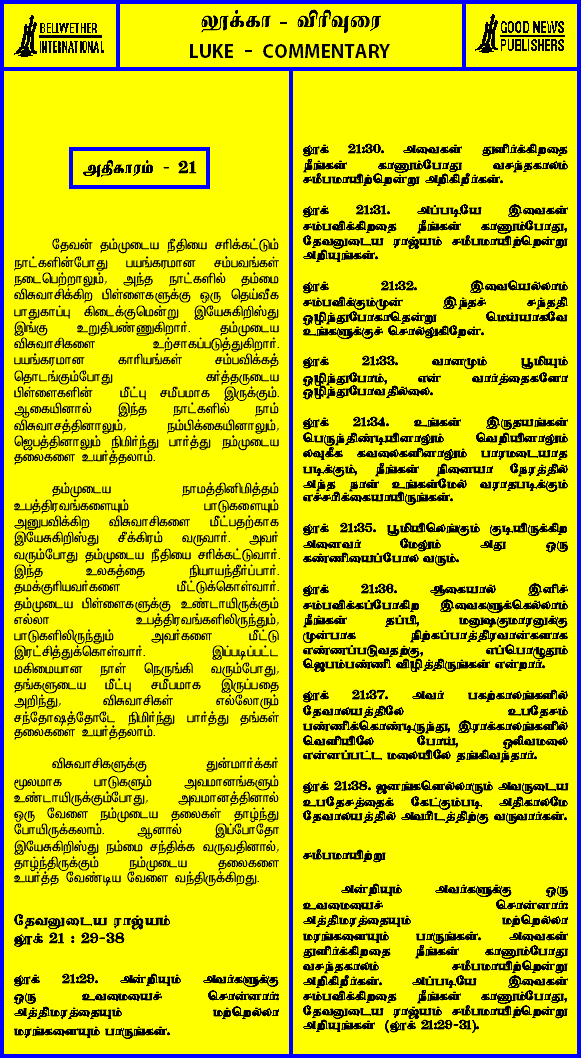 BELWETHER
INTERNATIONAL
லூக்கா - விரிவுரை
LUKE - COMMENTARY
GOOD NEWS
PUBLISHERS
அதிகாரம் - 21
தேவன் தம்முடைய நீதியை சரிக்கட்டும்
நாட்களின்போது பயங்கரமான சம்பவங்கள்
நடைபெற்றாலும், அந்த நாட்களில் தம்மை
விசுவாசிக்கிற பிள்ளைகளுக்கு ஒரு தெய்வீக
பாதுகாப்பு கிடைக்குமென்று இயேசுகிறிஸ்து
இங்கு உறுதிபண்ணுகிறார். தம்முடைய
விசுவாசிகளை உற்சாகப்படுத்துகிறார்.
பயங்கரமான காரியங்கள் சம்பவிக்கத்
தொடங்கும்போது கர்த்தருடைய
பிள்ளைகளின் மீட்பு சமீபமாக இருக்கும்.
ஆகையினால் இந்த நாட்களில் நாம்
விசுவாசத்தினாலும், நம்பிக்கையினாலும்,
ஜெபத்தினாலும் நிமிர்ந்து பார்த்து நம்முடைய
தலைகளை உயர்த்தலாம்.
தம்முடைய நாமத்தினிமித்தம்
உபத்திரவங்களையும் பாடுகளையும்
அனுபவிக்கிற விசுவாசிகளை மீட்பதற்காக
இயேசுகிறிஸ்து சீக்கிரம் வருவார். அவர்
வரும்போது தம்முடைய நீதியை சரிக்கட்டுவார்.
இந்த உலகத்தை நியாயந்தீர்ப்பார்.
தமக்குரியவர்களை மீட்டுக்கொள்வார்.
தம்முடைய பிள்ளைகளுக்கு உண்டாயிருக்கும்
எல்லா உபத்திரவங்களிலிருந்தும்,
பாடுகளிலிருந்தும் அவர்களை மீட்டு
இரட்சித்துக்கொள்வார். இப்படிப்பட்ட
மகிமையான நாள் நெருங்கி வரும்போது,
தங்களுடைய மீட்பு சமீபமாக இருப்பதை
அறிந்து, விசுவாசிகள் எல்லோரும்
சந்தோஷத்தோடே நிமிர்ந்து பார்த்து தங்கள்
தலைகளை உயர்த்தலாம்.
விசுவாசிகளுக்கு துன்மார்க்கர்
மூலமாக பாடுகளும் அவமானங்களும்
உண்டாயிருக்கும்போது, அவமானத்தினால்
ஒரு வேளை நம்முடைய தலைகள் தாழ்ந்து
போயிருக்கலாம். ஆனால் இப்போதோ
இயேசுகிறிஸ்து நம்மை சந்திக்க வருவதினால்,
தாழ்ந்திருக்கும் நம்முடைய தலைகளை
உயர்த்த வேண்டிய வேளை வந்திருக்கிறது.
தேவனுடைய ராஜ்யம்
லூக் 21 : 29-38
லூக் 21:29. அன்றியும் அவர்களுக்கு
ஒரு உவமையைச் சொன்னார்:
அத்திமரத்தையும் மற்றெல்லா
மரங்களையும் பாருங்கள்.
லூக் 21:30. அவைகள் துளிர்க்கிறதை
நீங்கள் காணும்போது வசந்தகாலம்
சமீபமாயிற்றென்று அறிகிறீர்கள்.
லூக் 21:31. அப்படியே இவைகள்
சம்பவிக்கிறதை நீங்கள் காணும்போது,
தேவனுடைய ராஜ்யம் சமீபமாயிற்றென்று
அறியுங்கள்.
லூக் 21:32. இவையெல்லாம்
சம்பவிக்கும்முன் இந்தச் சந்ததி
ஒழிந்துபோகாதென்று மெய்யாகவே
உங்களுக்குச் சொல்லுகிறேன்.
லூக் 21:33. வானமும் பூமியும்
ஒழிந்துபோம், என் வார்த்தைகளோ
ஒழிந்துபோவதில்லை.
லூக் 21:34. உங்கள் இருதயங்கள்
பெருந்திண்டியினாலும் வெறியினாலும்
லவுகீக கவலைகளினாலும் பாரமடையாத
படிக்கும், நீங்கள் நினையா நேரத்தில்
அந்த நாள் உங்கள்மேல் வராதபடிக்கும்
எச்சரிக்கையாயிருங்கள்.
லூக் 21:35. பூமியிலெங்கும் குடியிருக்கிற
அனைவர் மேலும் அது ஒரு
கண்ணியைப்போல வரும்.
லூக் 21:36. ஆகையால் இனிச்
சம்பவிக்கப்போகிற இவைகளுக்கெல்லாம்
நீங்கள் தப்பி, மனுஷகுமாரனுக்கு
முன்பாக நிற்கப்பாத்திரவான்களாக
எண்ணப்படுவதற்கு, எப்பொழுதும்
ஜெபம்பண்ணி விழித்திருங்கள் என்றார்.
லூக் 21:37. அவர் பகற்காலங்களில்
தேவாலயத்திலே உபதேசம்
பண்ணிக்கொண்டிருந்து, இராக்காலங்களில்
வெளியிலே போய், ஒலிவமலை
என்னப்பட்ட மலையிலே தங்கிவந்தார்.
லூக் 21:38. ஜனங்களெல்லாரும் அவருடைய
உபதேசத்தைக் கேட்கும்படி அதிகாலமே
தேவாலயத்தில் அவரிடத்திற்கு வருவார்கள்.
சமீபமாயிற்று
அன்றியும் அவர்களுக்கு ஒரு
உவமையைச் சொன்னார்:
அத்திமரத்தையும் மற்றெல்லா
மரங்களையும் பாருங்கள். அவைகள்
துளிர்க்கிறதை நீங்கள் காணும்போது
வசந்தகாலம் சமீபமாயிற்றென்று
அறிகிறீர்கள். அப்படியே இவைகள்
சம்பவிக்கிறதை நீங்கள் காணும்போது,
தேவனுடைய ராஜ்யம் சமீபமாயிற்றென்று
அறியுங்கள் (லூக் 21:29-31).